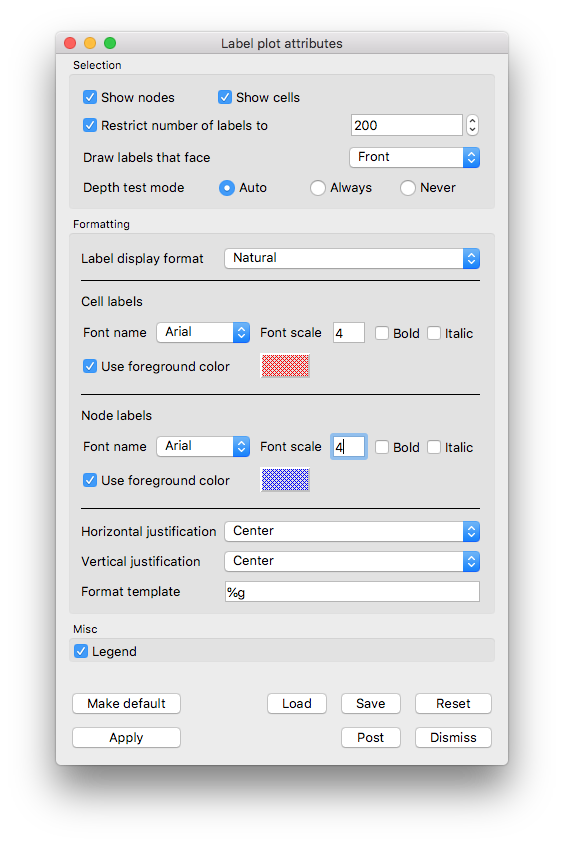 Label plot attributes
Selection
Show nodes Show cells
Restrict number of labels to 200
Draw labels that face Front
Depth test mode Auto Always Never
Formatting
Label display format Natural
Cell labels
Font name Arial Font scale 4 Bold Italic
Use foreground color
Node labels
Font name Arial Font scale 4 Bold Italic
Use foreground color
Horizontal justification Center
Vertical justification Center
Format template %g
Misc
Legend
Make default Load Save Reset
Apply Post Dismiss